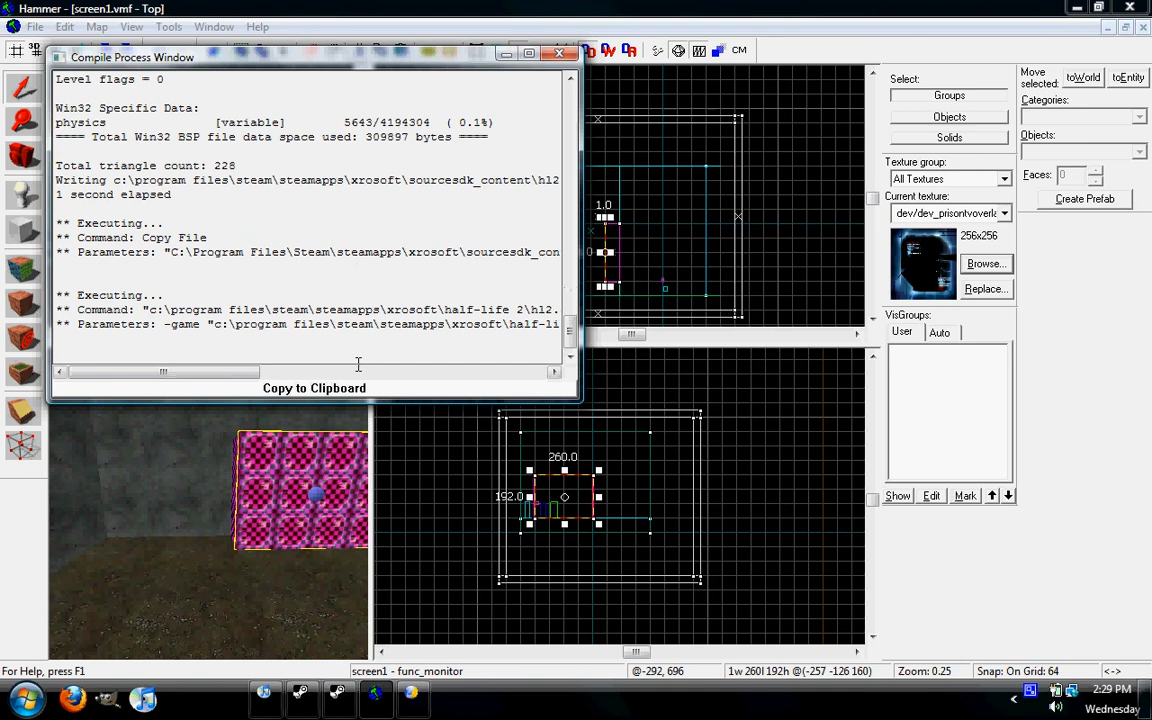 Hammer - [screen1.vmf - Top]
File Edit Map View Tools Window Help
Compile Process Window
Level flags = 0
Win32 Specific Data:
physics [variable] 5643/4194304 ( 0.1%)
==== Total Win32 BSP file data space used: 309897 bytes ====
Total triangle count: 228
Writing c:\program files\steam\steamapps\xrosoft\sourcesdk_content\hl2
1 second elapsed
** Executing...
** Command: Copy File
** Parameters: "C:\Program Files\Steam\steamapps\xrosoft\sourcesdk_con
** Executing...
** Command: "c:\program files\steam\steamapps\xrosoft\half-life 2\hl2.
** Parameters: -game "c:\program files\steam\steamapps\xrosoft\half-li
Copy to Clipboard
CM
1.0
260.0
192.0
Select:
Groups
Objects
Solids
Texture group:
All Textures
Current texture:
dev/dev_prisontvoverla
256x256
Browse...
Replace...
VisGroups:
User Auto
Show Edit Mark
Move
selected:
toWorld toEntity
Categories:
Objects:
Faces: 0
Create Prefab
For Help, press F1
screen1 - func_monitor
@-292, 696
1w 260l 192h @(-257 -126 160)
Zoom: 0.25
Snap: On Grid: 64
<->
2:29 PM
Wednesday